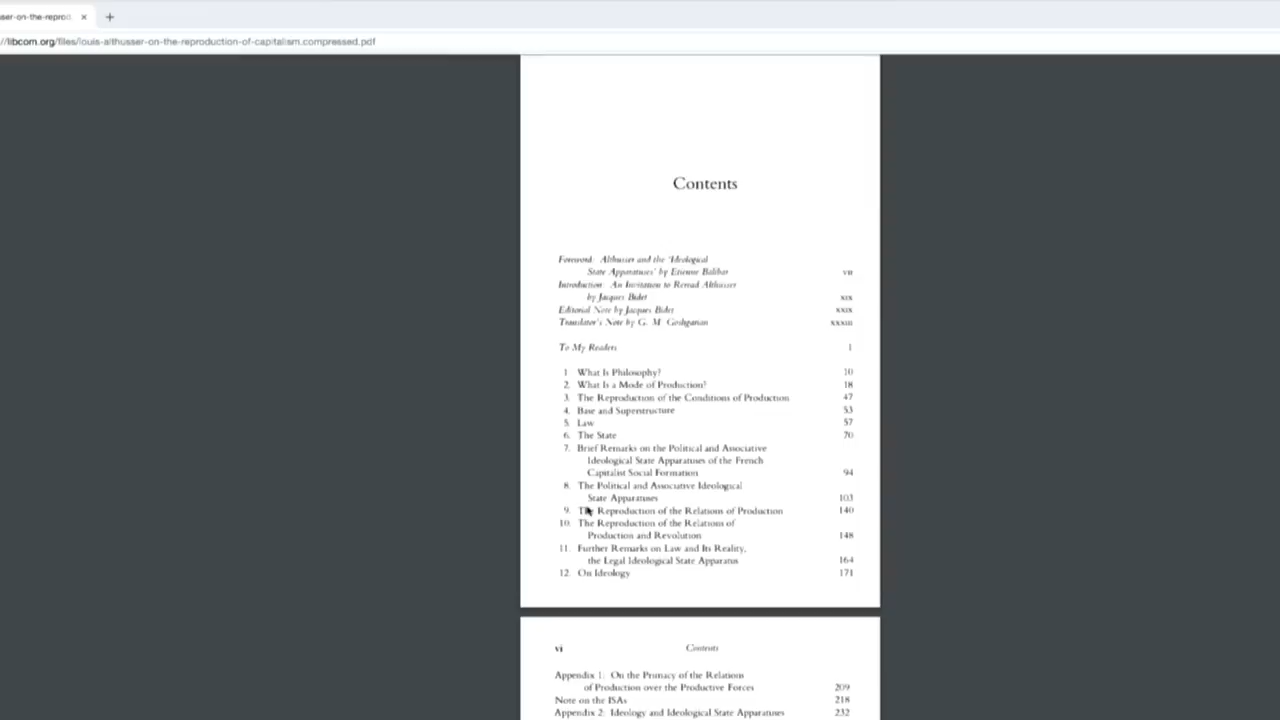 ser-on-the-reprod
//libcom.org/files/louis-althusser-on-the-reproduction-of-capitalism.compressed.pdf
Contents
Foreword: Althusser and the 'Ideological
State Apparatuses' by Etienne Balibar vii
Introduction: An Invitation to Reread Althusser
by Jacques Bidet xix
Editorial Note by Jacques Bidet xxix
Translator's Note by G. M. Goshgarian xxxiii
To My Readers 1
1. What Is Philosophy? 10
2. What Is a Mode of Production? 18
3. The Reproduction of the Conditions of Production 47
4. Base and Superstructure 53
5. Law 57
6. The State 70
7. Brief Remarks on the Political and Associative
Ideological State Apparatuses of the French
Capitalist Social Formation 94
8. The Political and Associative Ideological
State Apparatuses 103
9. The Reproduction of the Relations of Production 140
10. The Reproduction of the Relations of
Production and Revolution 148
11. Further Remarks on Law and Its Reality,
the Legal Ideological State Apparatus 164
12. On Ideology 171
vi Contents
Appendix 1: On the Primacy of the Relations
of Production over the Productive Forces 209
Note on the ISAs 218
Appendix 2: Ideology and Ideological State Apparatuses 232